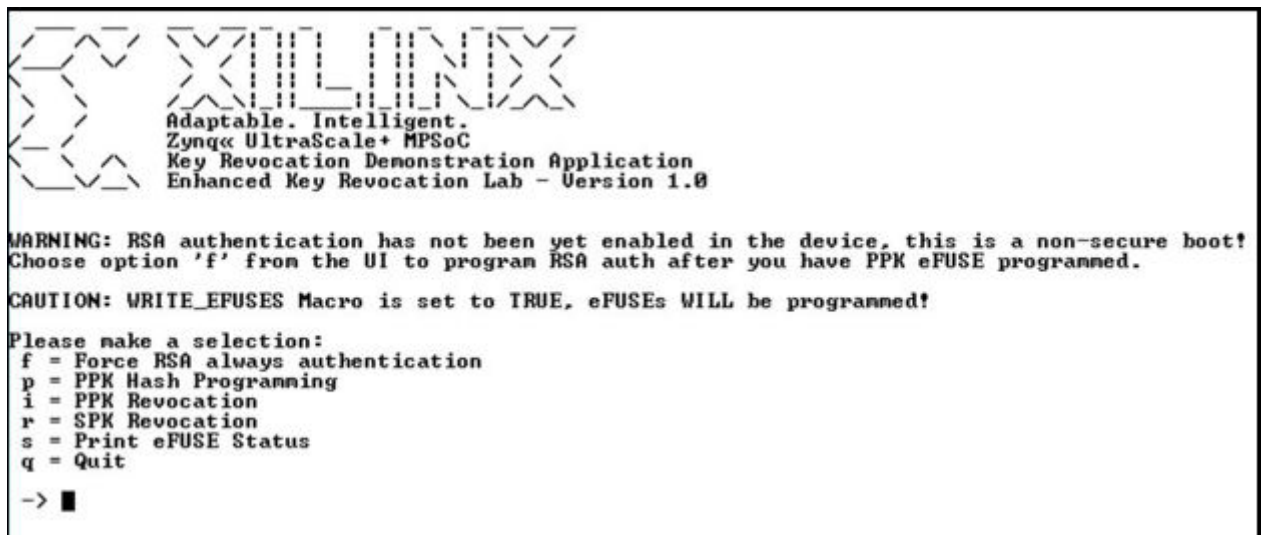 XILINX
Adaptable. Intelligent.
Zynq« UltraScale+ MPSoC
Key Revocation Demonstration Application
Enhanced Key Revocation Lab - Version 1.0
WARNING: RSA authentication has not been yet enabled in the device, this is a non-secure boot!
Choose option 'f' from the UI to program RSA auth after you have PPK eFUSE programmed.
CAUTION: WRITE_EFUSES Macro is set to TRUE, eFUSEs WILL be programmed!
Please make a selection:
f = Force RSA always authentication
p = PPK Hash Programming
i = PPK Revocation
r = SPK Revocation
s = Print eFUSE Status
q = Quit
->